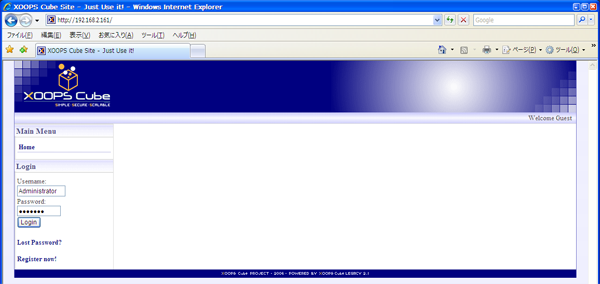 XOOPS Cube Site - Just Use it! - Windows Internet Explorer
http://192.168.2.161/
Google
ファイル(F) 編集(E) 表示(V) お気に入り(A) ツール(T) ヘルプ(H)
XOOPS Cube Site - Just Use it!
ページ(P) ツール(O)
XOOPS Cube
SIMPLE-SECURE-SCALABLE
Welcome Guest
Main Menu
Home
Login
Username:
Administrator
Password:
Login
Lost Password?
Register now!
XOOPS Cube PROJECT - 2006 - POWERED BY XOOPS Cube LEGACY 2.1